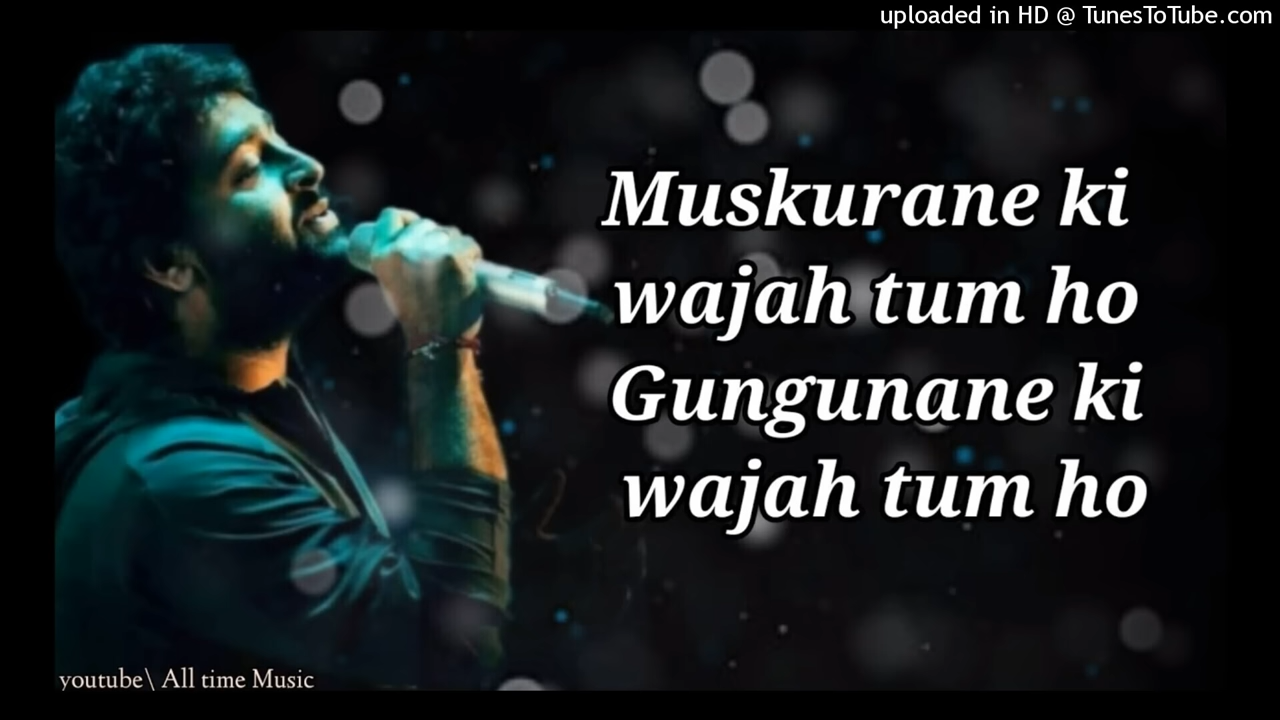 uploaded in HD @ TunesToTube.com
Muskurane ki
wajah tum ho
Gungunane ki
wajah tum ho
youtube\ All time Music